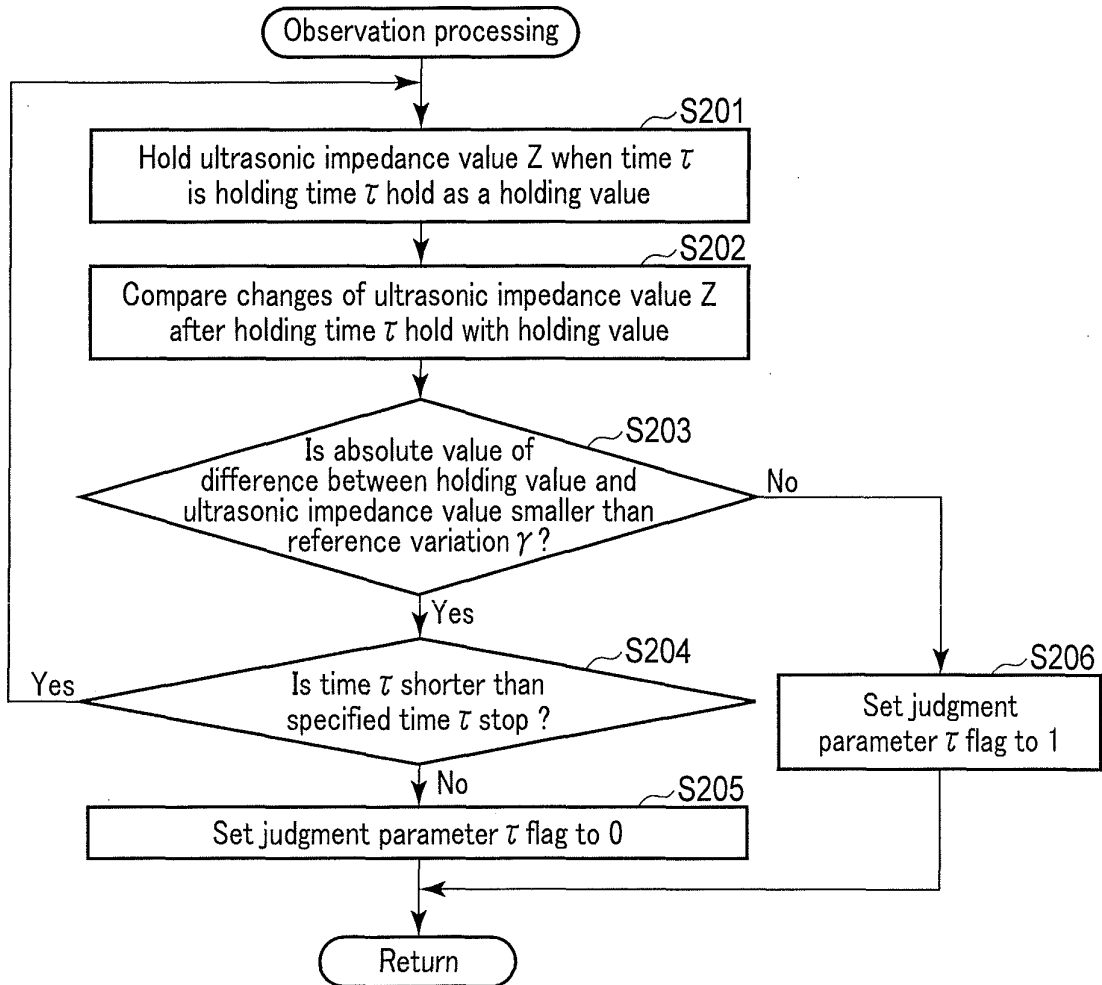 Observation processing
S201
Hold ultrasonic impedance value Z when time τ
is holding time τ hold as a holding value
S202
Compare changes of ultrasonic impedance value Z
after holding time τ hold with holding value
S203
Is absolute value of
difference between holding value and
ultrasonic impedance value smaller than
reference variation γ?
No
Yes
S204
Yes
Is time τ shorter than
specified time τ stop ?
S206
Set judgment
parameter τ flag to 1
No
S205
Set judgment parameter τ flag to 0
Return